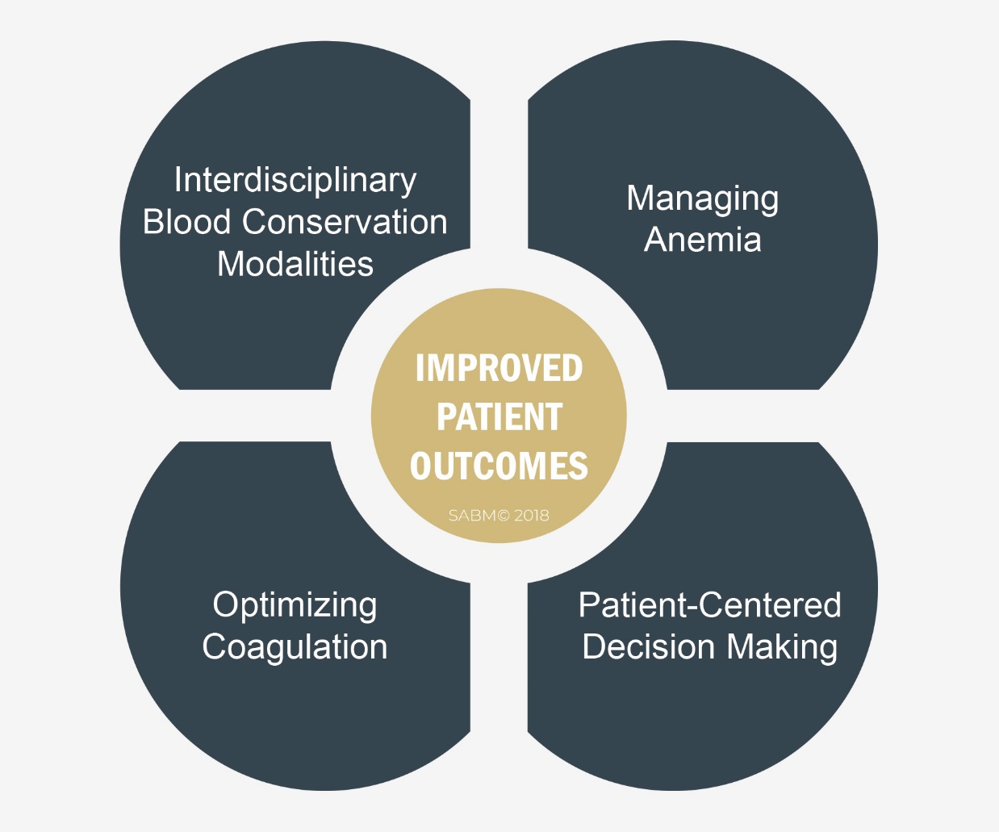 Interdisciplinary
Blood Conservation
Modalities
Managing
Anemia
IMPROVED
PATIENT
OUTCOMES
SABM© 2018
Optimizing
Coagulation
Patient-Centered
Decision Making